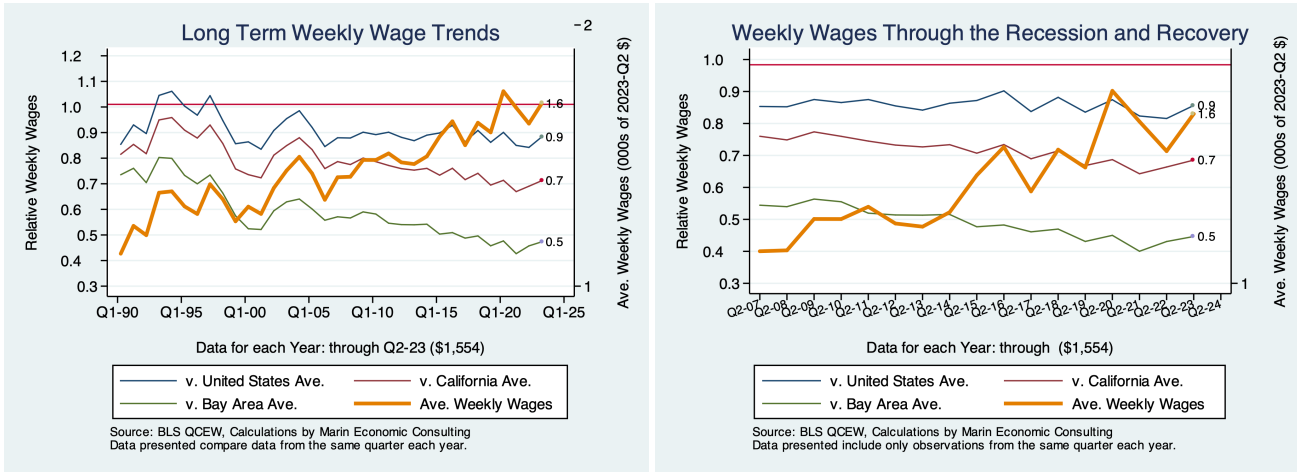 Long Term Weekly Wage Trends
2
1.2
1.1
1.0
0.9
0.8
0.7
0.6
0.5
0.4
0.3
Relative Weekly Wages
1.6
0.9
0.7
0.5
1
Ave. Weekly Wages (000s of 2023-Q2 $)
Q1-90 Q1-95 Q1-00 Q1-05 Q1-10 Q1-15 Q1-20 Q1-25
Data for each Year: through Q2-23 ($1,554)
v. United States Ave. v. California Ave.
v. Bay Area Ave. Ave. Weekly Wages
Source: BLS QCEW, Calculations by Marin Economic Consulting
Data presented compare data from the same quarter each year.
Weekly Wages Through the Recession and Recovery
1.0
0.9
0.8
0.7
0.6
0.5
0.4
0.3
Relative Weekly Wages
0.9
1.6
0.7
0.5
1
Ave. Weekly Wages (000s of 2023-Q2 $)
Q2-07 Q2-08 Q2-09 Q2-10 Q2-11 Q2-12 Q2-13 Q2-14 Q2-15 Q2-16 Q2-17 Q2-18 Q2-19 Q2-20 Q2-21 Q2-22 Q2-23 Q2-24
Data for each Year: through ($1,554)
v. United States Ave. v. California Ave.
v. Bay Area Ave. Ave. Weekly Wages
Source: BLS QCEW, Calculations by Marin Economic Consulting
Data presented include only observations from the same quarter each year.